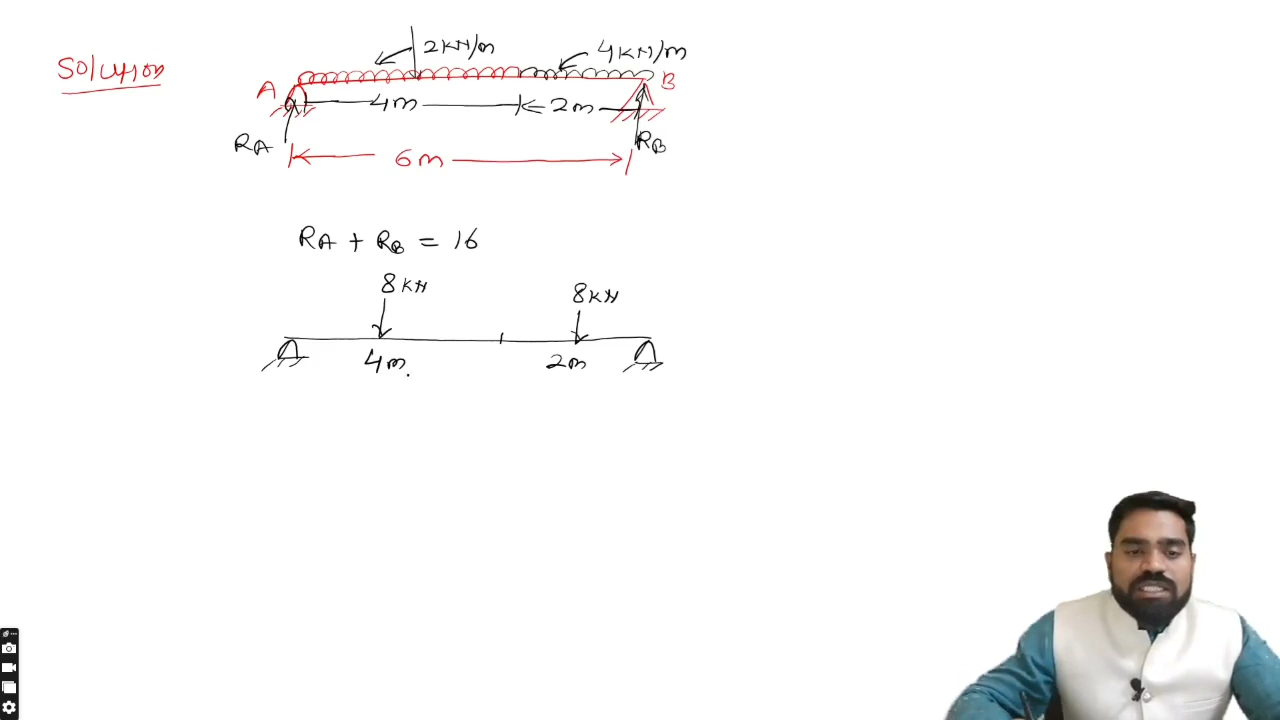 Solution
2KN/m
4KN/m
A
B
4m
2m
RA
RB
6m
RA + RB = 16
8KN
8KN
4m
2m